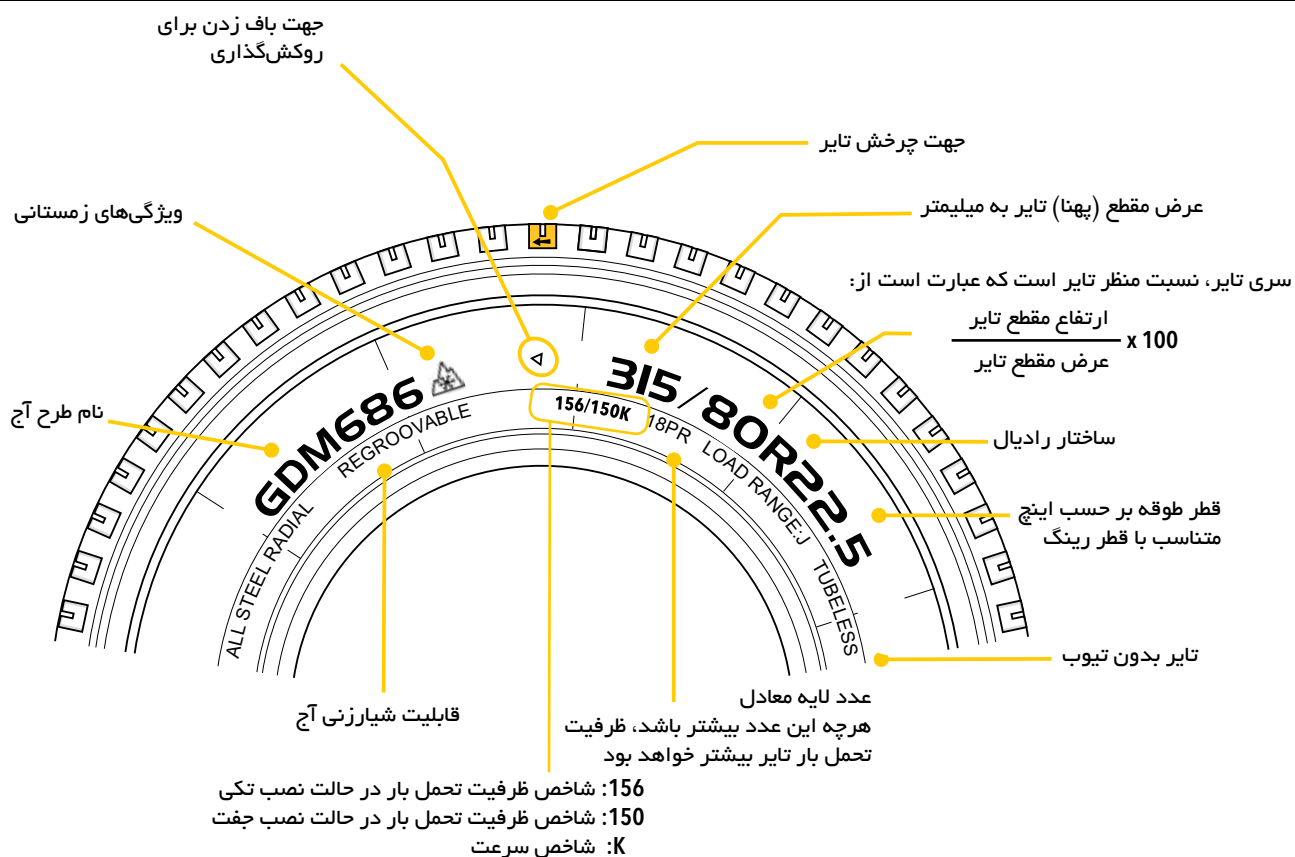 جهت باف زدن برای
روکش‌گذاری
جهت چرخش تایر
ویژگی‌های زمستانی
عرض مقطع (پهنا) تایر به میلیمتر
سری تایر، نسبت منظر تایر است که عبارت است از:
ارتفاع مقطع تایر
x 100
عرض مقطع تایر
نام طرح آج
GDM686
315/80R22.5
156/150K
18PR LOAD RANGE:J TUBELESS
ALL STEEL RADIAL REGROOVABLE
ساختار رادیال
قطر طوقه بر حسب اینچ
متناسب با قطر رینگ
تایر بدون تیوب
قابلیت شیارزنی آج
عدد لایه معادل
هرچه این عدد بیشتر باشد، ظرفیت
تحمل بار تایر بیشتر خواهد بود
156: شاخص ظرفیت تحمل بار در حالت نصب تکی
150: شاخص ظرفیت تحمل بار در حالت نصب جفت
K: شاخص سرعت